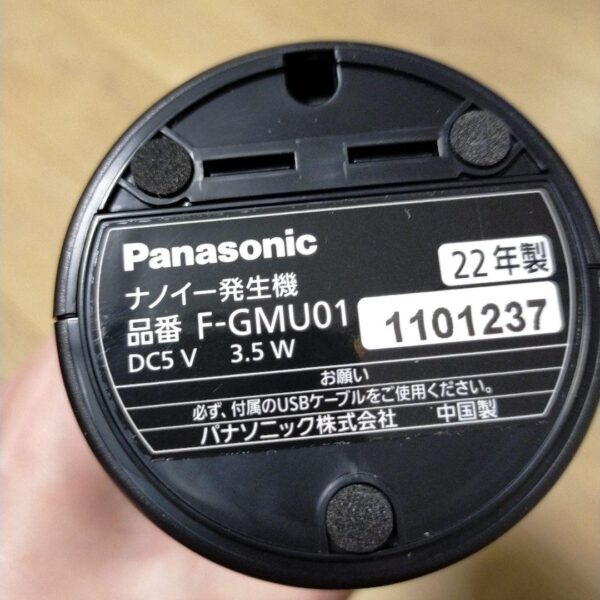 Panasonic
22年製
ナノイー発生機
品番 F-GMU01
1101237
DC5 V 3.5 W
お願い
必ず、付属のUSBケーブルをご使用ください。
パナソニック株式会社 中国製